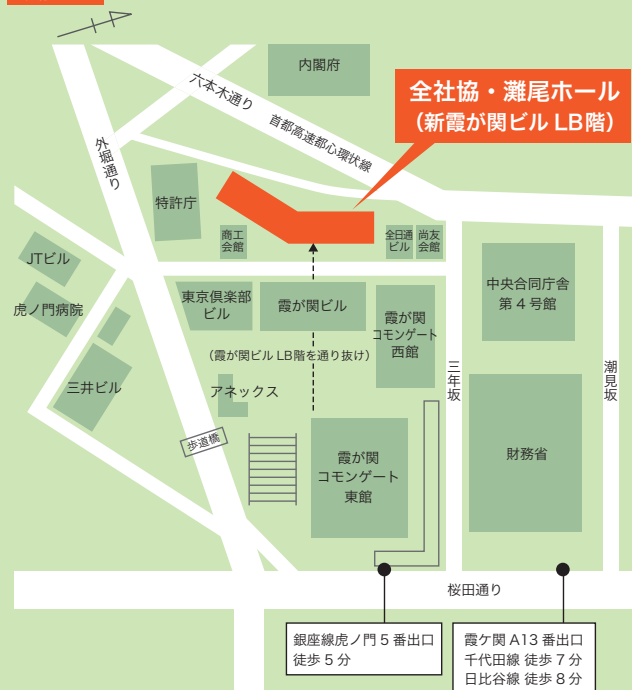 内閣府
全社協・灘尾ホール
（新霞が関ビル LB階）
六本木通り
首都高速都心環状線
外堀通り
特許庁
商工
会館
全日通
ビル
尚友
会館
JTビル
虎ノ門病院
三井ビル
東京倶楽部
ビル
霞が関ビル
霞が関
コモンゲート
西館
中央合同庁舎
第４号館
（霞が関ビル LB階を通り抜け）
アネックス
三年坂
潮見坂
歩道橋
霞が関
コモンゲート
東館
財務省
桜田通り
銀座線虎ノ門 5 番出口
徒歩 5 分
霞ケ関 A13 番出口
千代田線 徒歩 7 分
日比谷線 徒歩 8 分